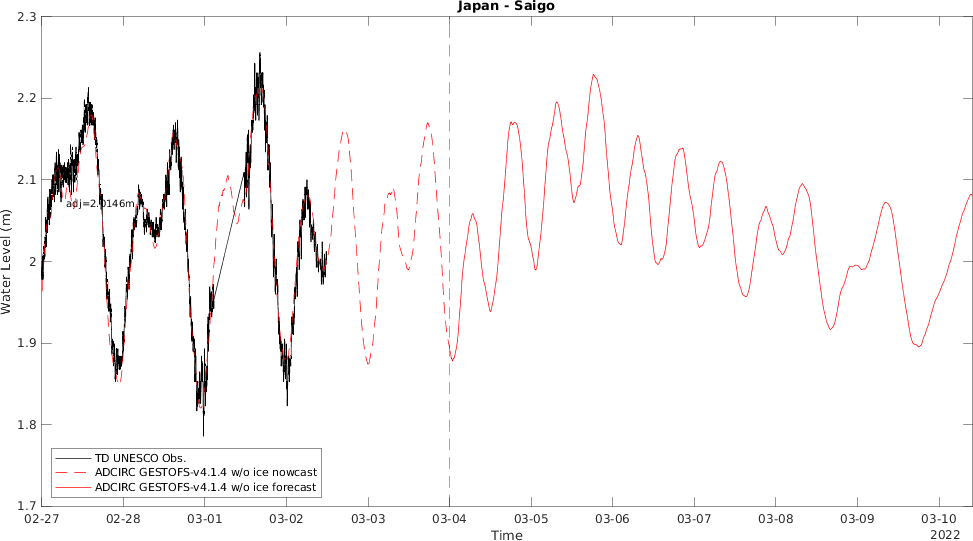 Japan - Saigo
2.3
2.2
2.1
2
1.9
1.8
1.7
Water Level (m)
adj=2.0146m
TD UNESCO Obs.
ADCIRC GESTOFS-v4.1.4 w/o ice nowcast
ADCIRC GESTOFS-v4.1.4 w/o ice forecast
02-27 02-28 03-01 03-02 03-03 03-04 03-05 03-06 03-07 03-08 03-09 03-10
2022
Time